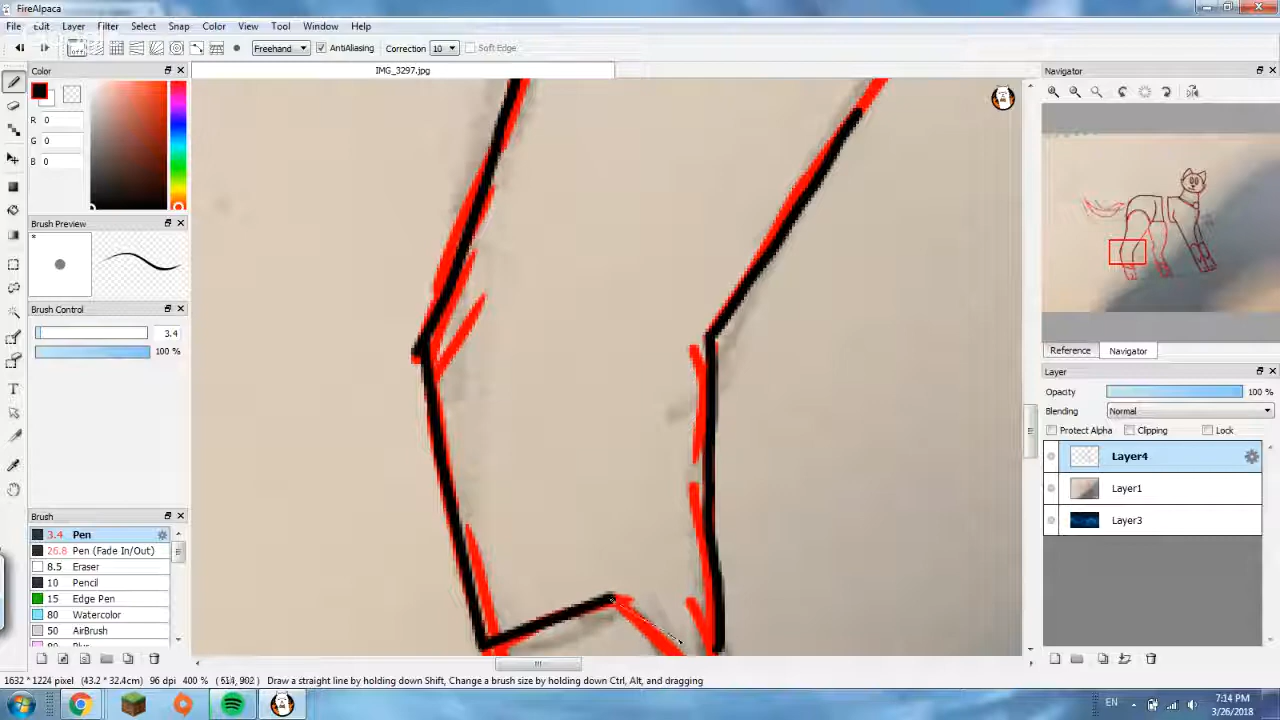 FireAlpaca
File Edit Layer Filter Select Snap Color View Tool Window Help
off Freehand AntiAliasing Correction 10 Soft Edge
Color
IMG_3297.jpg
Navigator
R 0
G 0
B 0
Brush Preview
*
Brush Control
3.4
100 %
Reference Navigator
Layer
Opacity 100 %
Blending Normal
Protect Alpha Clipping Lock
Layer4
Layer1
Layer3
Brush
3.4 Pen
26.8 Pen (Fade In/Out)
8.5 Eraser
10 Pencil
15 Edge Pen
80 Watercolor
50 AirBrush
80 Blur
1632 * 1224 pixel (43.2 * 32.4cm) 96 dpi 400 % ( 614, 902 ) Draw a straight line by holding down Shift, Change a brush size by holding down Ctrl, Alt, and dragging
EN
7:14 PM
3/26/2018